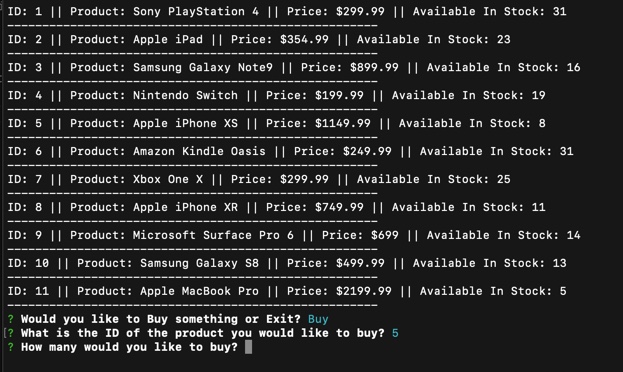 ID: 1 || Product: Sony PlayStation 4 || Price: $299.99 || Available In Stock: 31
ID: 2 || Product: Apple iPad || Price: $354.99 || Available In Stock: 23
ID: 3 || Product: Samsung Galaxy Note9 || Price: $899.99 || Available In Stock: 16
ID: 4 || Product: Nintendo Switch || Price: $199.99 || Available In Stock: 19
ID: 5 || Product: Apple iPhone XS || Price: $1149.99 || Available In Stock: 8
ID: 6 || Product: Amazon Kindle Oasis || Price: $249.99 || Available In Stock: 31
ID: 7 || Product: Xbox One X || Price: $299.99 || Available In Stock: 25
ID: 8 || Product: Apple iPhone XR || Price: $749.99 || Available In Stock: 11
ID: 9 || Product: Microsoft Surface Pro 6 || Price: $699 || Available In Stock: 14
ID: 10 || Product: Samsung Galaxy S8 || Price: $499.99 || Available In Stock: 13
ID: 11 || Product: Apple MacBook Pro || Price: $2199.99 || Available In Stock: 5
? Would you like to Buy something or Exit? Buy
[? What is the ID of the product you would like to buy? 5
? How many would you like to buy?